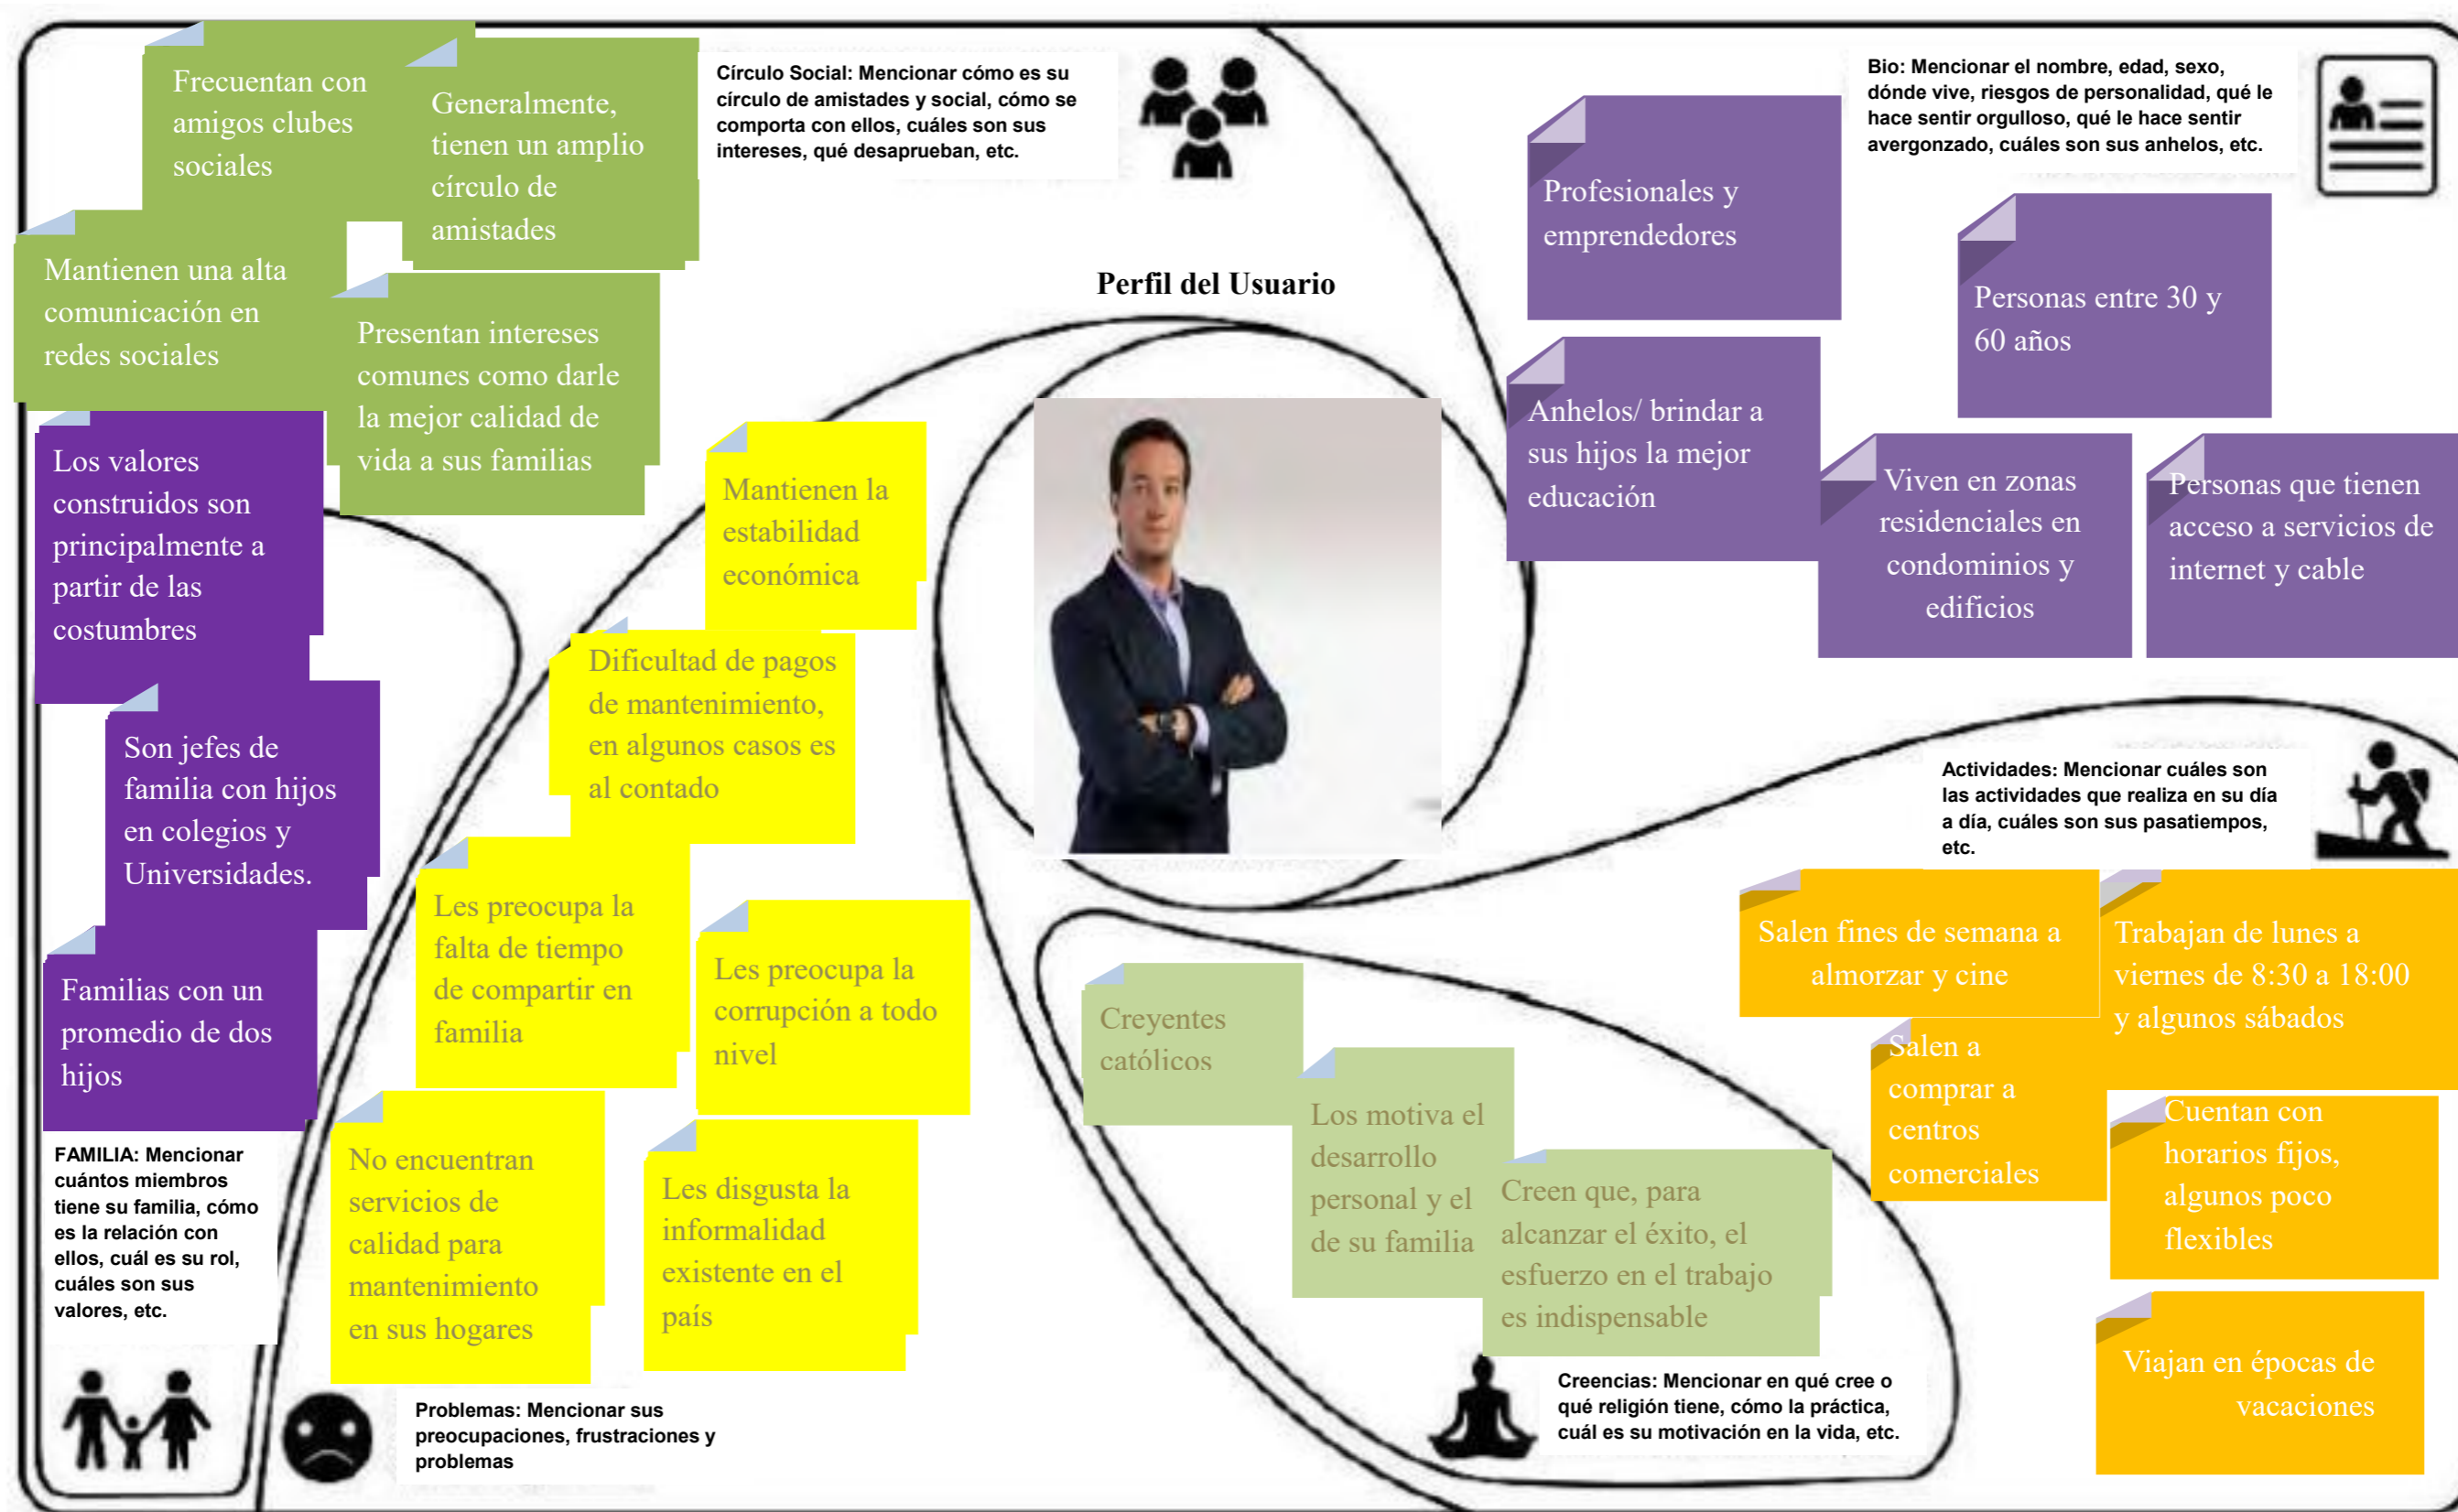 Frecuentan con
amigos clubes
sociales
Generalmente,
tienen un amplio
círculo de
amistades
Mantienen una alta
comunicación en
redes sociales
Presentan intereses
comunes como darle
la mejor calidad de
vida a sus familias
Círculo Social: Mencionar cómo es su
círculo de amistades y social, cómo se
comporta con ellos, cuáles son sus
intereses, qué desaprueban, etc.
Bio: Mencionar el nombre, edad, sexo,
dónde vive, riesgos de personalidad, qué le
hace sentir orgulloso, qué le hace sentir
avergonzado, cuáles son sus anhelos, etc.
Profesionales y
emprendedores
Personas entre 30 y
60 años
Anhelos/ brindar a
sus hijos la mejor
educación
Viven en zonas
residenciales en
condominios y
edificios
Personas que tienen
acceso a servicios de
internet y cable
Perfil del Usuario
Los valores
construidos son
principalmente a
partir de las
costumbres
Son jefes de
familia con hijos
en colegios y
Universidades.
Familias con un
promedio de dos
hijos
FAMILIA: Mencionar
cuántos miembros
tiene su familia, cómo
es la relación con
ellos, cuál es su rol,
cuáles son sus
valores, etc.
Mantienen la
estabilidad
económica
Dificultad de pagos
de mantenimiento,
en algunos casos es
al contado
Les preocupa la
falta de tiempo
de compartir en
familia
Les preocupa la
corrupción a todo
nivel
No encuentran
servicios de
calidad para
mantenimiento
en sus hogares
Les disgusta la
informalidad
existente en el
país
Problemas: Mencionar sus
preocupaciones, frustraciones y
problemas
Creyentes
católicos
Los motiva el
desarrollo
personal y el
de su familia
Creen que, para
alcanzar el éxito, el
esfuerzo en el trabajo
es indispensable
Creencias: Mencionar en qué cree o
qué religión tiene, cómo la práctica,
cuál es su motivación en la vida, etc.
Actividades: Mencionar cuáles son
las actividades que realiza en su día
a día, cuáles son sus pasatiempos,
etc.
Salen fines de semana a
almorzar y cine
Trabajan de lunes a
viernes de 8:30 a 18:00
y algunos sábados
Salen a
comprar a
centros
comerciales
Cuentan con
horarios fijos,
algunos poco
flexibles
Viajan en épocas de
vacaciones